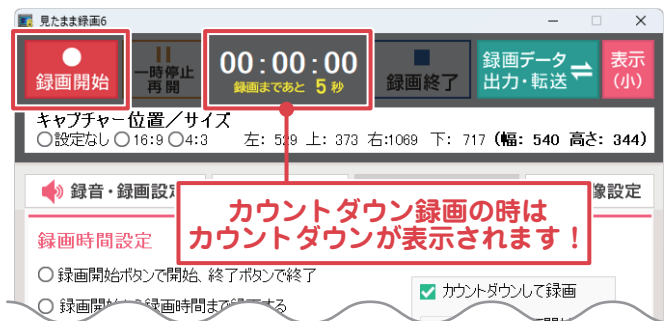 見たまま録画6
録画開始
一時停止
再開
00:00:00
録画まであと 5 秒
録画終了
録画データ
出力・転送
表示
(小)
キャプチャー位置／サイズ
設定なし 16:9 4:3 左: 529 上: 373 右:1069 下: 717 (幅: 540 高さ: 344)
録音・録画設
像設定
カウントダウン録画の時は
カウントダウンが表示されます！
録画時間設定
録画開始ボタンで開始、終了ボタンで終了
カウントダウンして録画